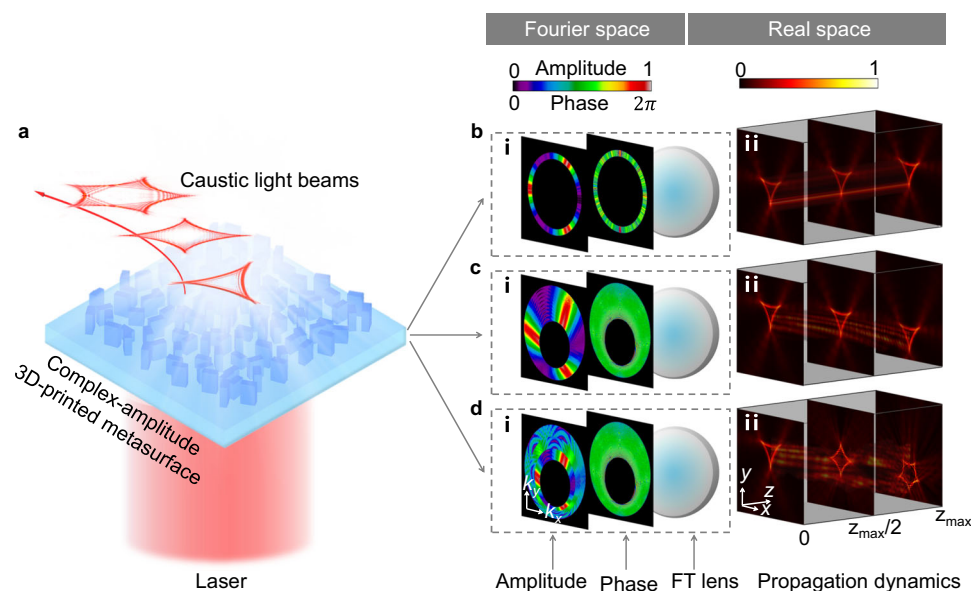 Fourier space
Real space
0 Amplitude 1
0 Phase 2π
0 1
a
Caustic light beams
Complex-amplitude
3D-printed metasurface
Laser
b
i
ii
c
i
ii
d
i
ii
k_y
k_x
y
z
x
0
z_max/2
z_max
Amplitude
Phase
FT lens
Propagation dynamics